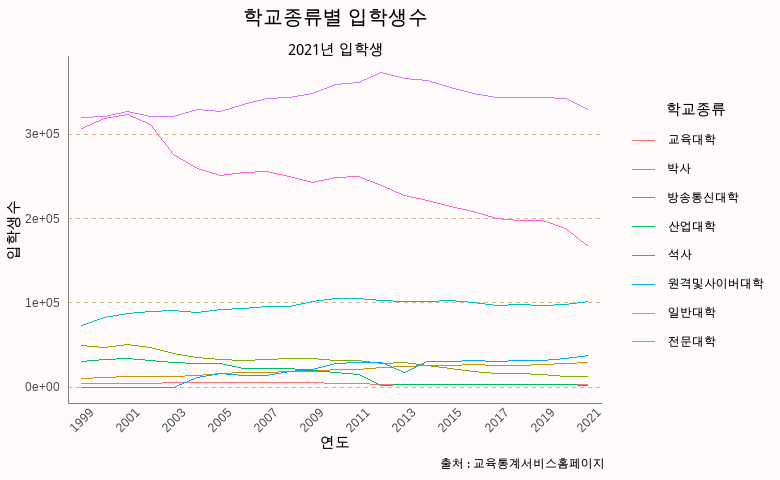 학교종류별 입학생수
2021년 입학생
3e+05
2e+05
1e+05
0e+00
입학생수
1999
2001
2003
2005
2007
2009
2011
2013
2015
2017
2019
2021
연도
학교종류
교육대학
박사
방송통신대학
산업대학
석사
원격및사이버대학
일반대학
전문대학
출처 : 교육통계서비스홈페이지